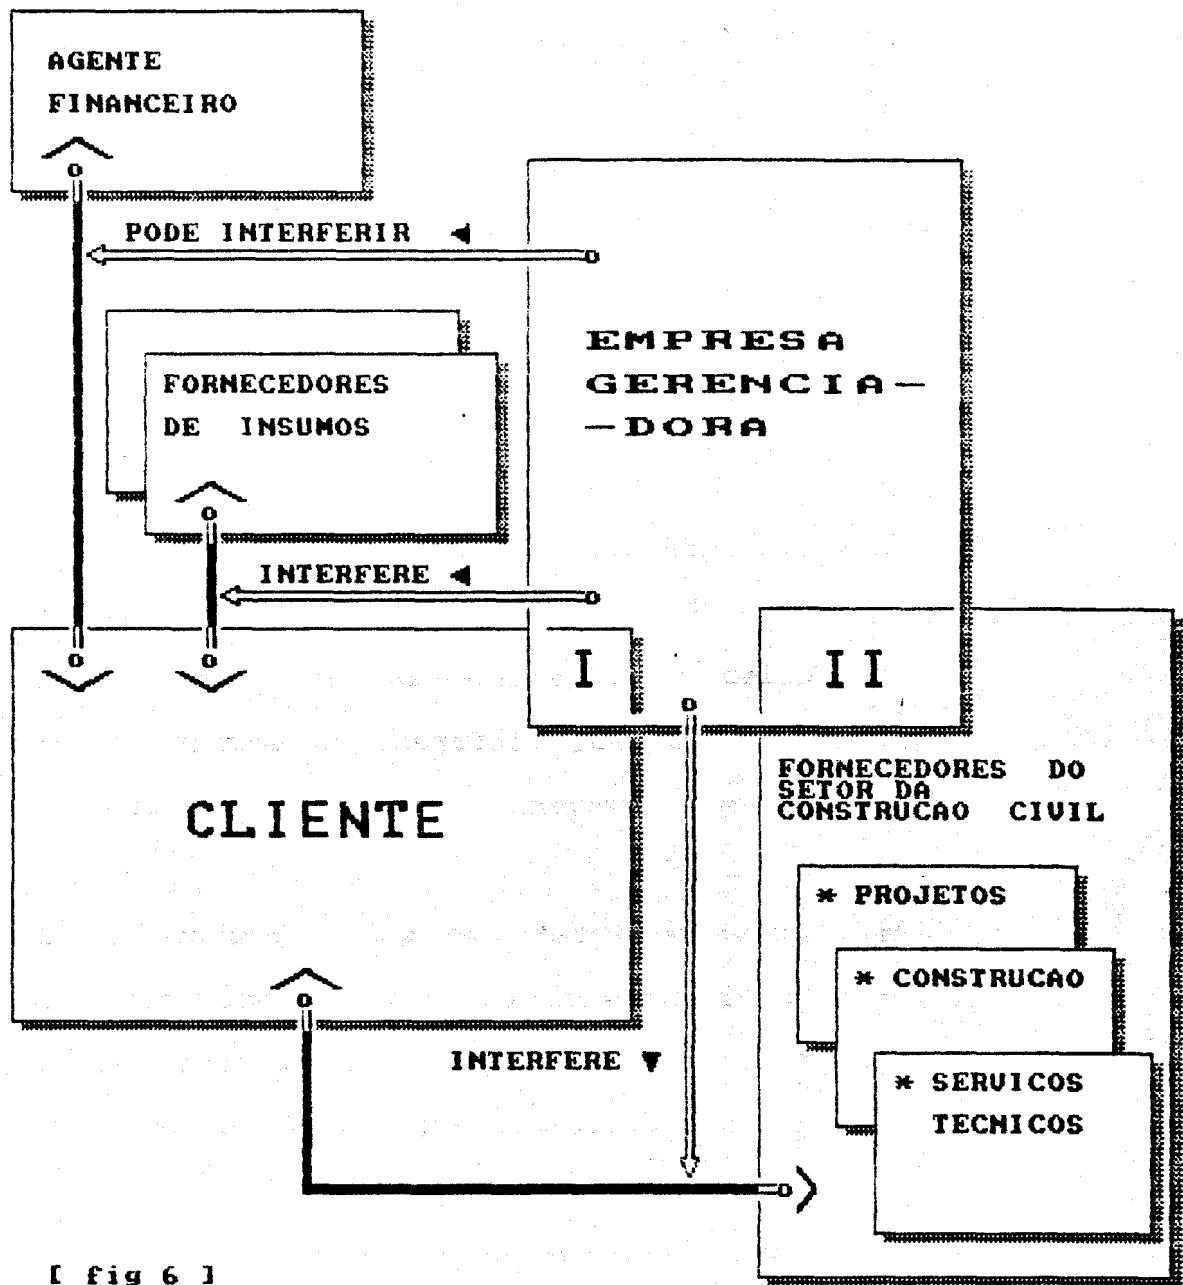 AGENTE
FINANCEIRO
PODE INTERFERIR
EMPRESA
GERENCIA-
-DORA
FORNECEDORES
DE INSUMOS
INTERFERE
I
II
CLIENTE
FORNECEDORES DO
SETOR DA
CONSTRUCAO CIVIL
* PROJETOS
* CONSTRUCAO
INTERFERE
* SERVICOS
TECNICOS
[ fig 6 ]